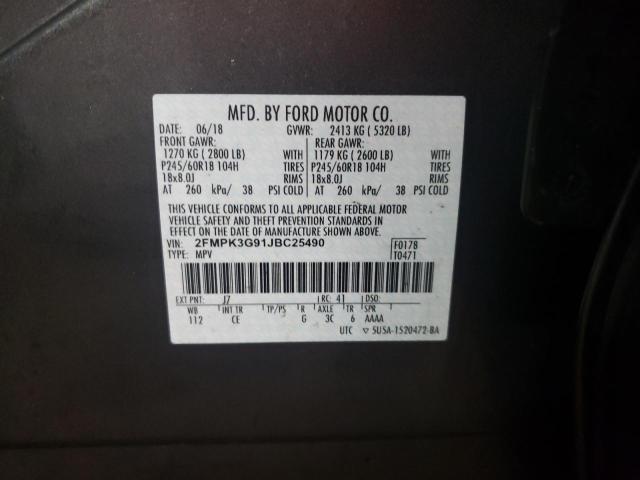 MFD. BY FORD MOTOR CO.
DATE: 06/18 GVWR: 2413 KG ( 5320 LB)
FRONT GAWR: REAR GAWR:
1270 KG ( 2800 LB) WITH 1179 KG ( 2600 LB) WITH
P245/60R18 104H TIRES P245/60R18 104H TIRES
18x8.0J RIMS 18x8.0J RIMS
AT 260 kPa/ 38 PSI COLD AT 260 kPa/ 38 PSI COLD
THIS VEHICLE CONFORMS TO ALL APPLICABLE FEDERAL MOTOR
VEHICLE SAFETY AND THEFT PREVENTION STANDARDS IN
EFFECT ON THE DATE OF MANUFACTURE SHOWN ABOVE.
VIN: 2FMPK3G91JBC25490 F0178
TYPE: MPV T0471
EXT PNT: J7 RC: 41 DSO:
WB INT TR TP/PS R AXLE TR SPR
112 CE G 3C 6 AAAA
UTC ▽ 5U5A-1520472-BA